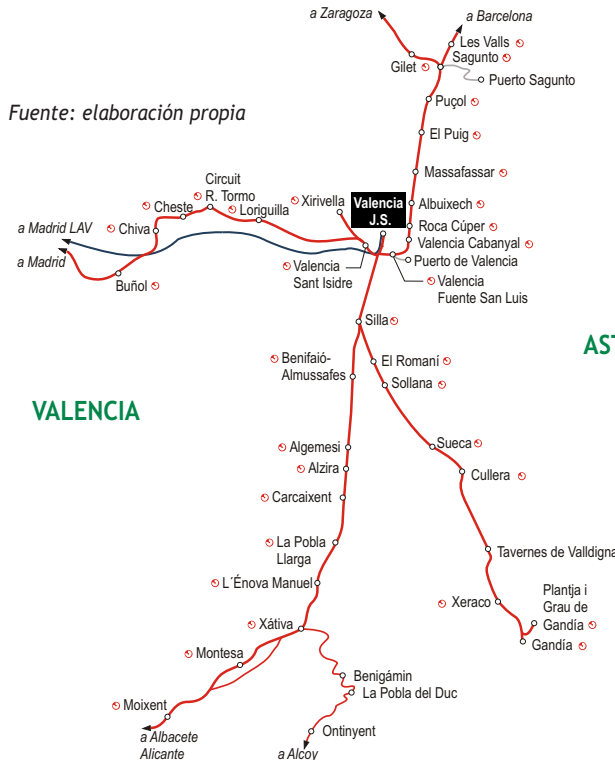 a Zaragoza
a Barcelona
Les Valls
Sagunto
Gilet
Puerto Sagunto
Puçol
Fuente: elaboración propia
El Puig
Massafassar
Circuit
R. Tormo
Cheste
Loriguilla
Xirivella
Valencia
J.S.
Albuixech
Roca Cúper
a Madrid LAV
Chiva
Valencia Cabanyal
a Madrid
Puerto de Valencia
Buñol
Valencia
Sant Isidre
Valencia
Fuente San Luis
Silla
AST
Benifaió-
Almussafes
El Romaní
Sollana
VALENCIA
Algemesi
Sueca
Alzira
Cullera
Carcaixent
La Pobla
Llarga
Tavernes de Valldigna
L´Énova Manuel
Plantja i
Grau de
Gandía
Xeraco
Xátiva
Gandía
Montesa
Benigámin
La Pobla del Duc
Moixent
Ontinyent
a Albacete
Alicante
a Alcoy